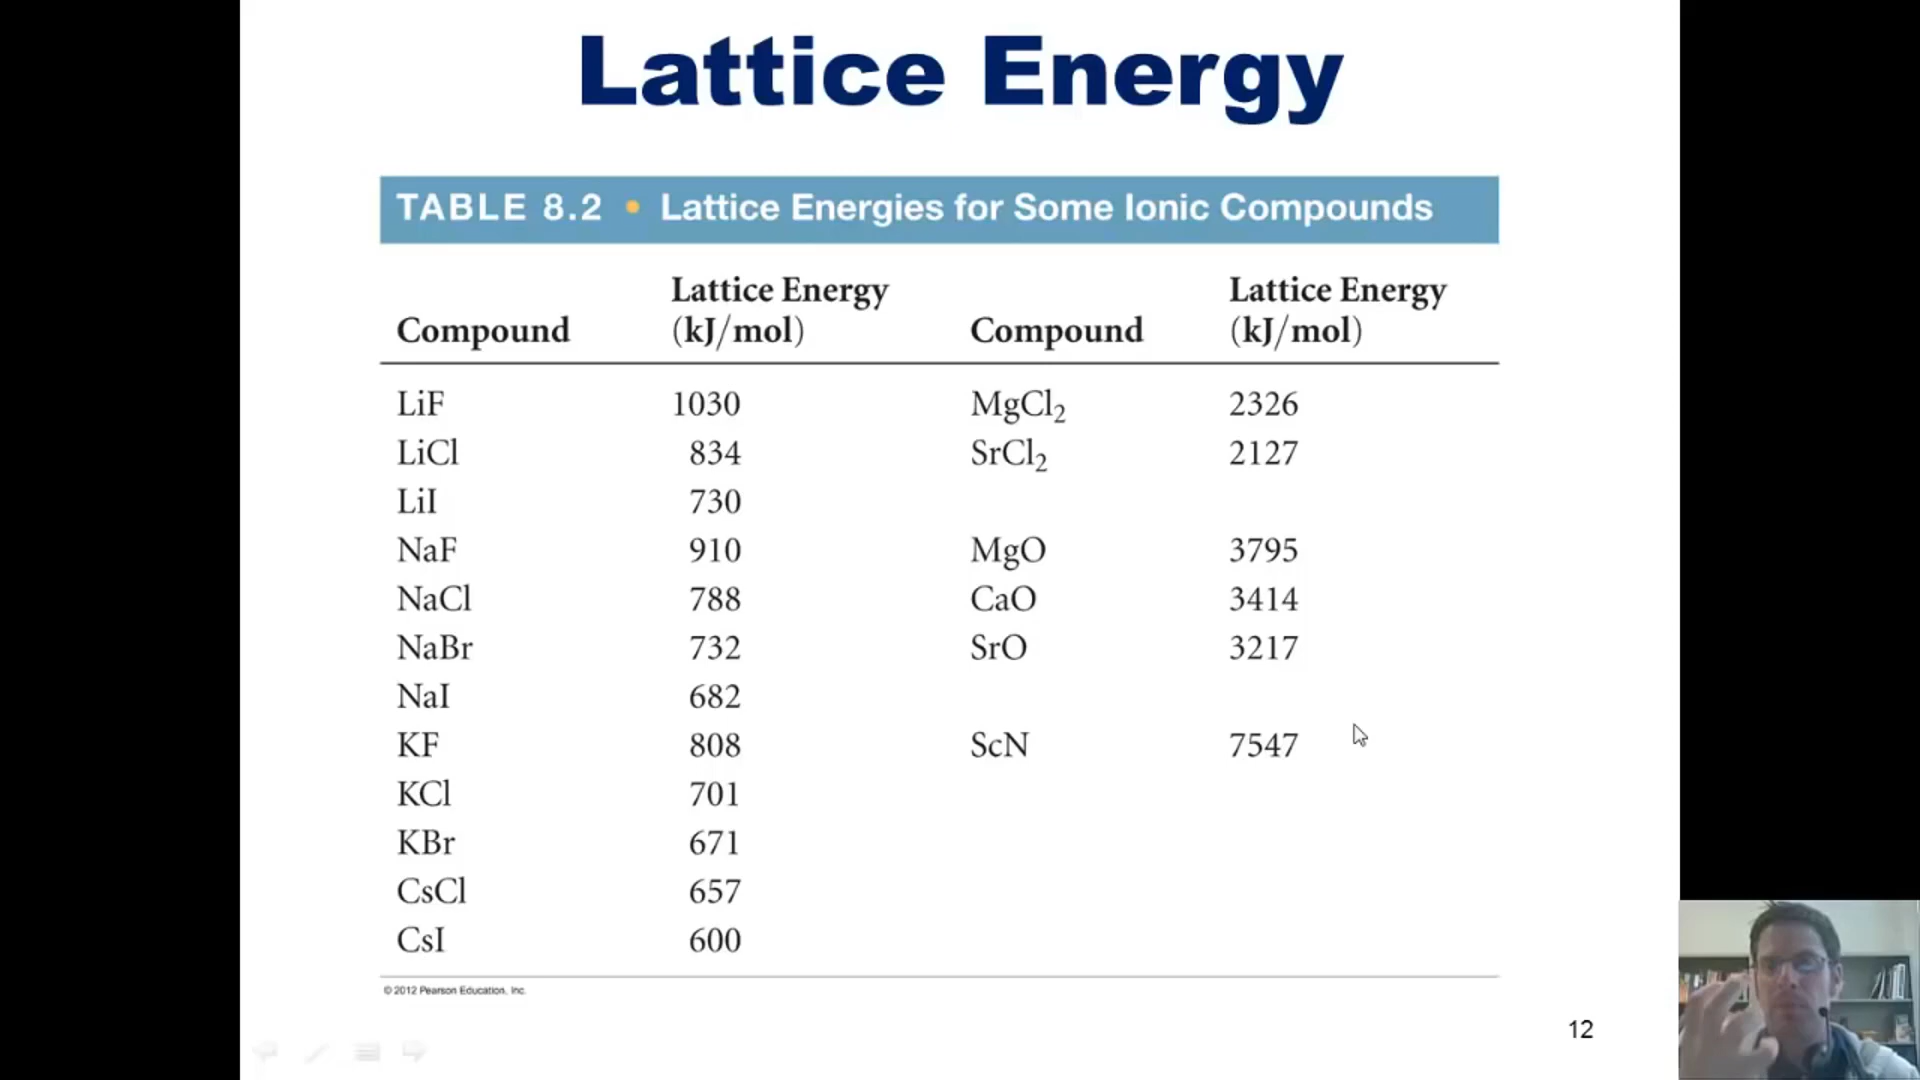 Lattice Energy
TABLE 8.2 • Lattice Energies for Some Ionic Compounds
Compound Lattice Energy (kJ/mol) Compound Lattice Energy (kJ/mol)
LiF 1030 MgCl₂ 2326
LiCl 834 SrCl₂ 2127
LiI 730
NaF 910 MgO 3795
NaCl 788 CaO 3414
NaBr 732 SrO 3217
NaI 682
KF 808 ScN 7547
KCl 701
KBr 671
CsCl 657
CsI 600
© 2012 Pearson Education, Inc.
12